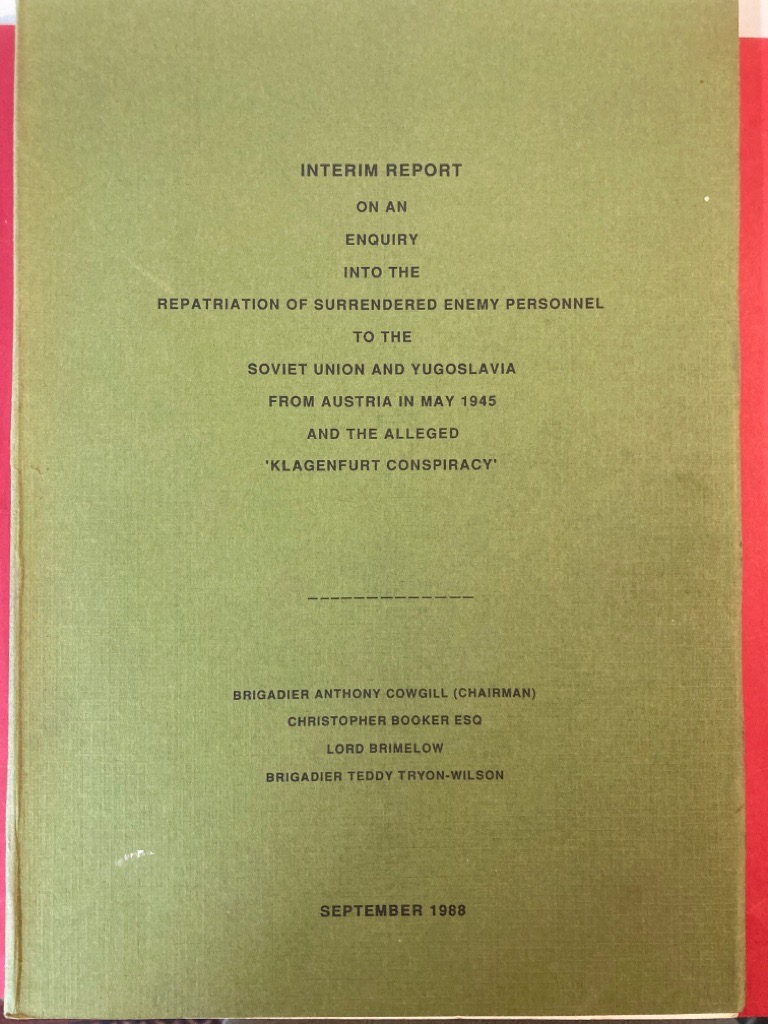 INTERIM REPORT
ON AN
ENQUIRY
INTO THE
REPATRIATION OF SURRENDERED ENEMY PERSONNEL
TO THE
SOVIET UNION AND YUGOSLAVIA
FROM AUSTRIA IN MAY 1945
AND THE ALLEGED
'KLAGENFURT CONSPIRACY'
BRIGADIER ANTHONY COWGILL (CHAIRMAN)
CHRISTOPHER BOOKER ESQ
LORD BRIMELOW
BRIGADIER TEDDY TRYON-WILSON
SEPTEMBER 1988